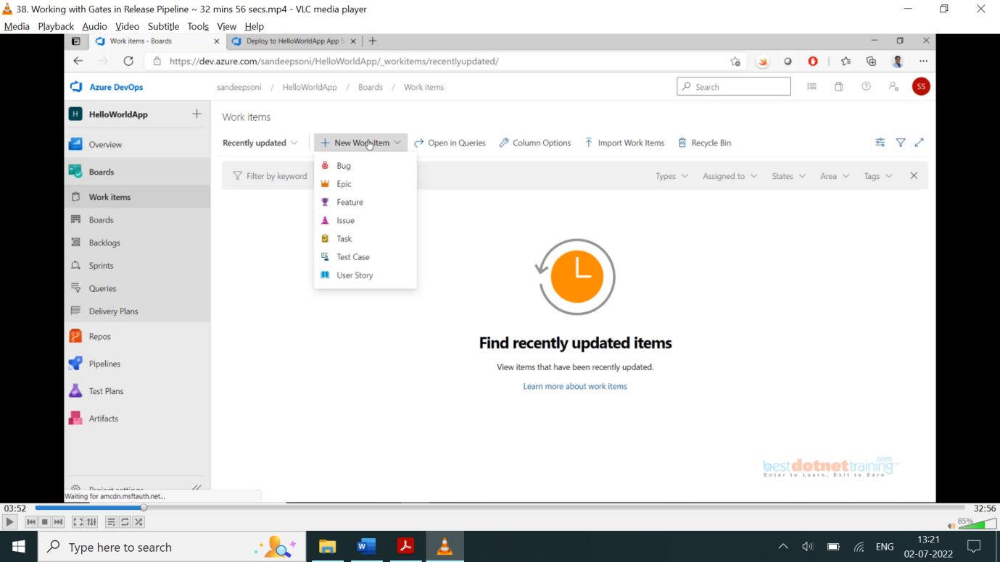 38. Working with Gates in Release Pipeline ~ 32 mins 56 secs.mp4 - VLC media player
Media Playback Audio Video Subtitle Tools View Help
Work items - Boards
Deploy to HelloWorldApp App S
https://dev.azure.com/sandeepsoni/HelloWorldApp/_workitems/recentlyupdated/
Azure DevOps
sandeepsoni / HelloWorldApp / Boards / Work items
Search
SS
H HelloWorldApp
Work items
Overview
Recently updated
New Work Item
Open in Queries
Column Options
Import Work Items
Recycle Bin
Boards
Bug
Filter by keyword
Types
Assigned to
States
Area
Tags
Epic
Work items
Feature
Boards
Issue
Backlogs
Task
Sprints
Test Case
Queries
User Story
Delivery Plans
Repos
Find recently updated items
Pipelines
View items that have been recently updated.
Learn more about work items
Test Plans
Artifacts
bestdotnettraining.com
Enter to Learn, Exit to Earn
Project settings
Waiting for amcdn.msftauth.net...
03:52
32:56
85%
Type here to search
ENG
13:21
02-07-2022